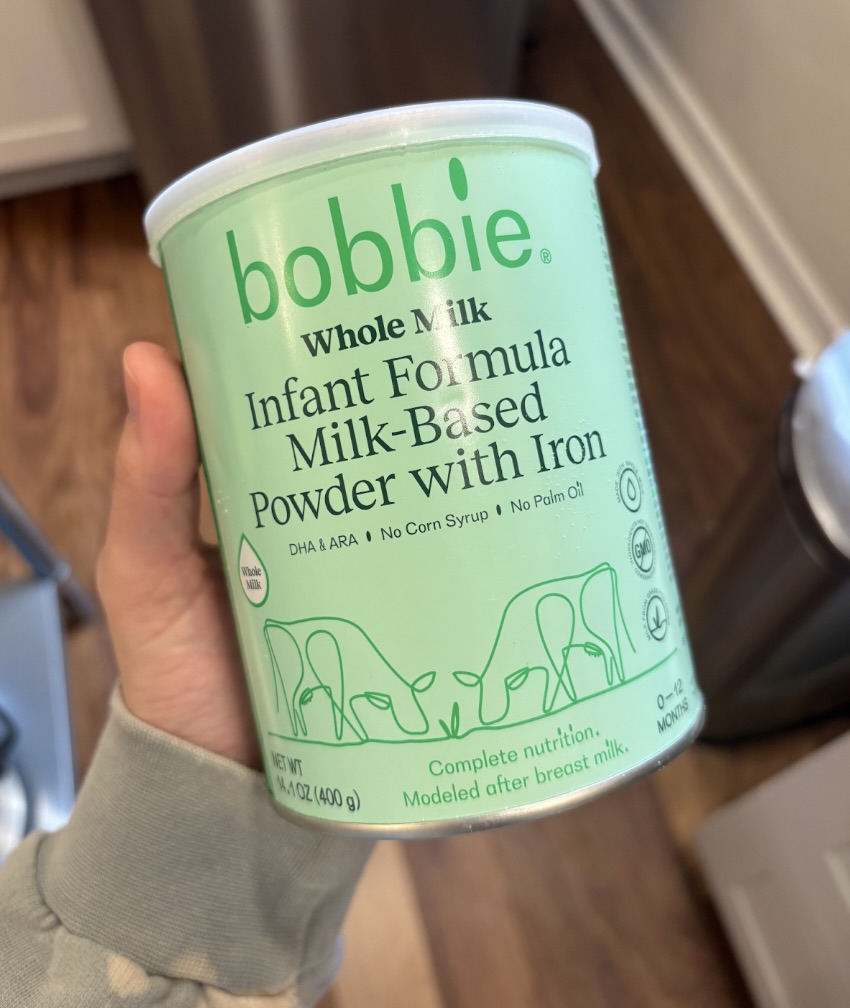 bobbie®
Whole Milk
Infant Formula
Milk-Based
Powder with Iron
DHA & ARA No Corn Syrup No Palm Oil
Whole
Milk
GMO
0–12
MONTHS
NET WT
14.1 OZ (400 g)
Complete nutrition.
Modeled after breast milk.